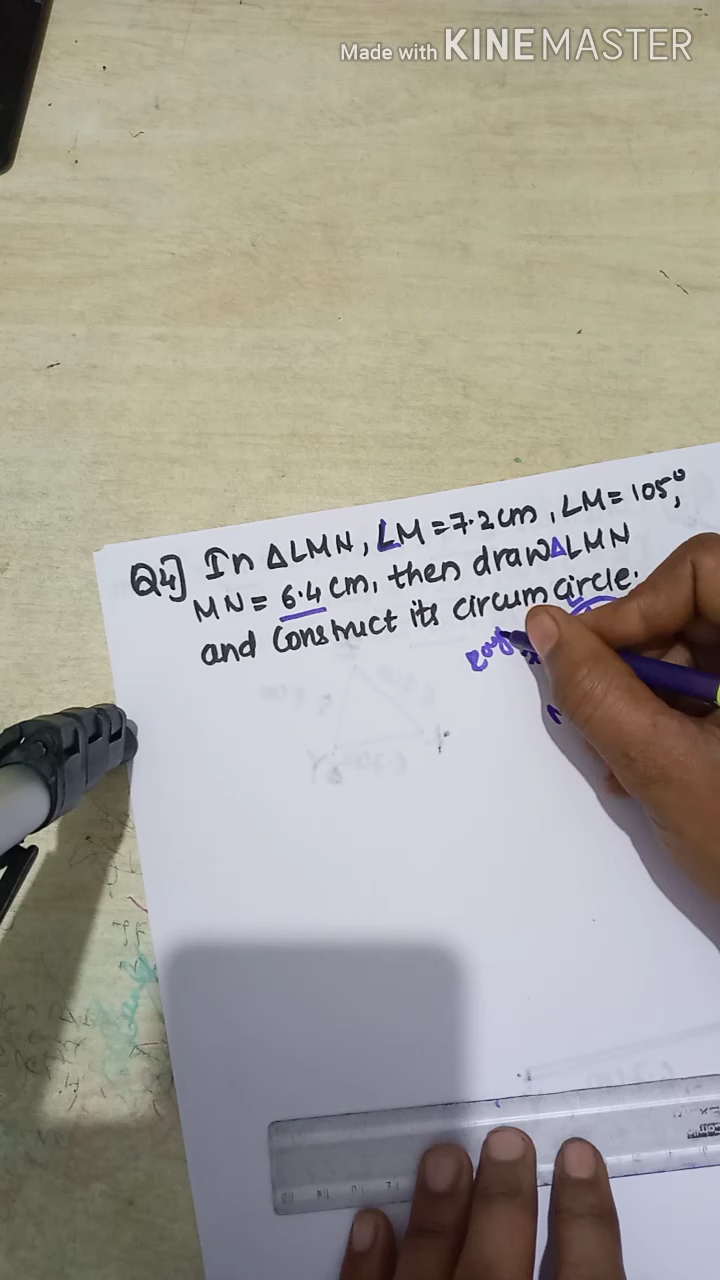 Made with KINEMASTER
Q4] In ΔLMN, LM = 7.2 cm, ∠M = 105°,
MN = 6.4 cm, then draw ΔLMN
and Construct its circumcircle.